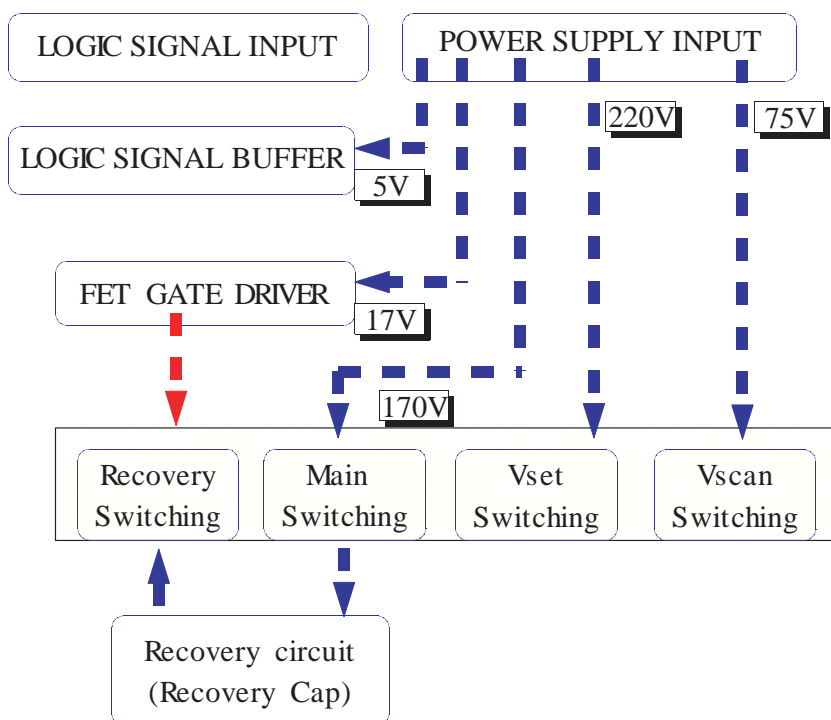 LOGIC SIGNAL INPUT
POWER SUPPLY INPUT
220V
75V
LOGIC SIGNAL BUFFER
5V
FET GATE DRIVER
17V
170V
Recovery
Switching
Main
Switching
Vset
Switching
Vscan
Switching
Recovery circuit
(Recovery Cap)